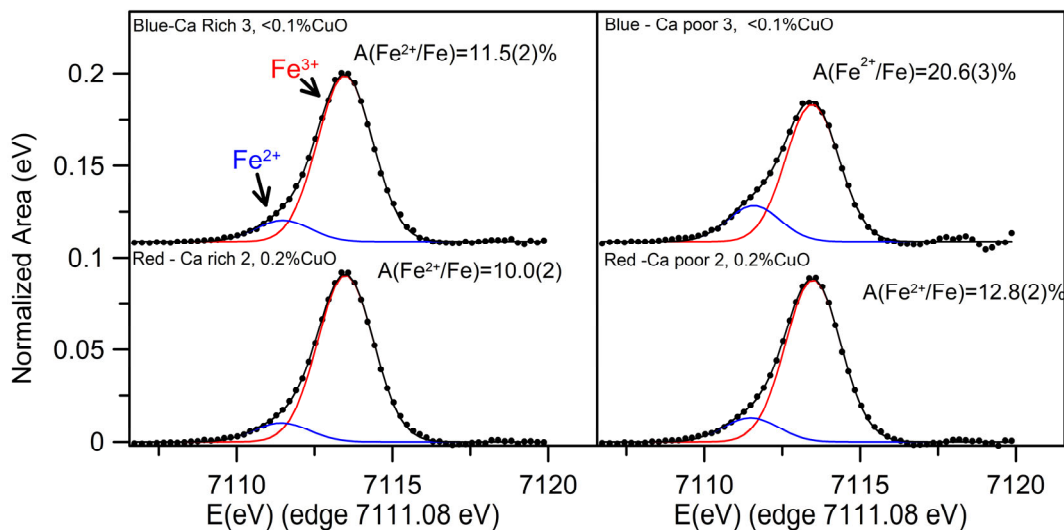 Blue-Ca Rich 3, <0.1%CuO
A(Fe²⁺/Fe)=11.5(2)%
Fe³⁺
Fe²⁺
Blue - Ca poor 3, <0.1%CuO
A(Fe²⁺/Fe)=20.6(3)%
Red - Ca rich 2, 0.2%CuO
A(Fe²⁺/Fe)=10.0(2)
Red -Ca poor 2, 0.2%CuO
A(Fe²⁺/Fe)=12.8(2)%
Normalized Area (eV)
0.2
0.15
0.1
0.05
0
7110 7115 7120
7110 7115 7120
E(eV) (edge 7111.08 eV)
E(eV) (edge 7111.08 eV)